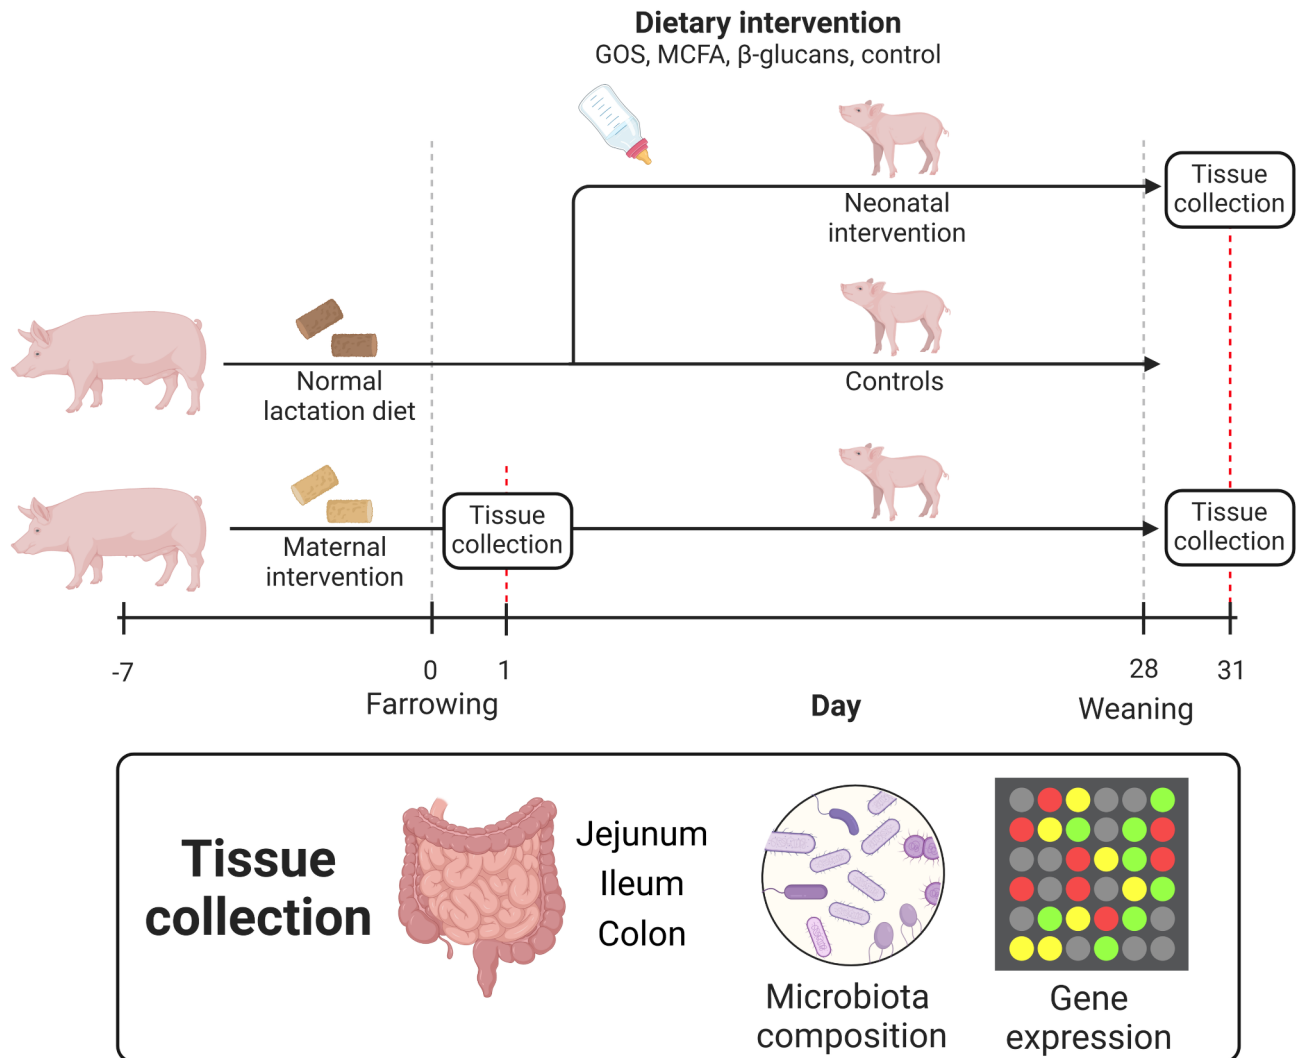 Dietary intervention
GOS, MCFA, β-glucans, control
Tissue
collection
Neonatal
intervention
Normal
lactation diet
Controls
Tissue
collection
Tissue
collection
Maternal
intervention
-7
0
1
28
31
Farrowing
Day
Weaning
Tissue
collection
Jejunum
Ileum
Colon
Microbiota
composition
Gene
expression